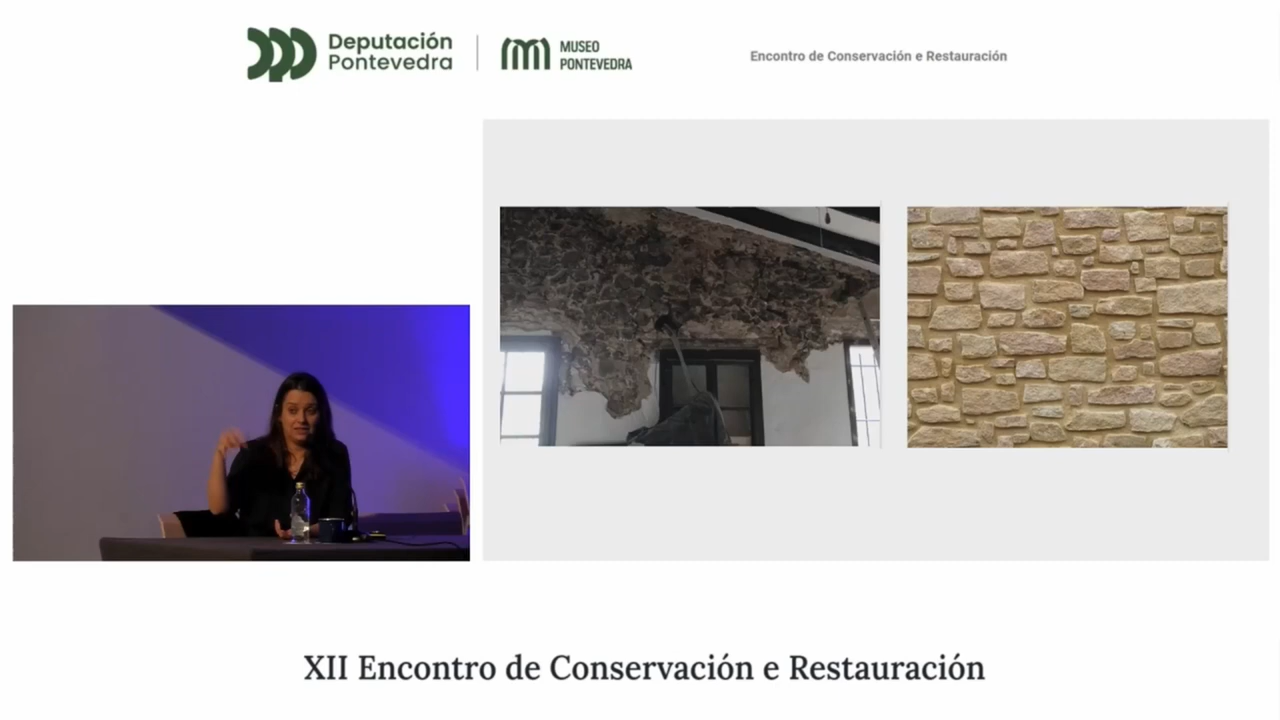 Deputación
Pontevedra
MUSEO
PONTEVEDRA
Encontro de Conservación e Restauración
XII Encontro de Conservación e Restauración